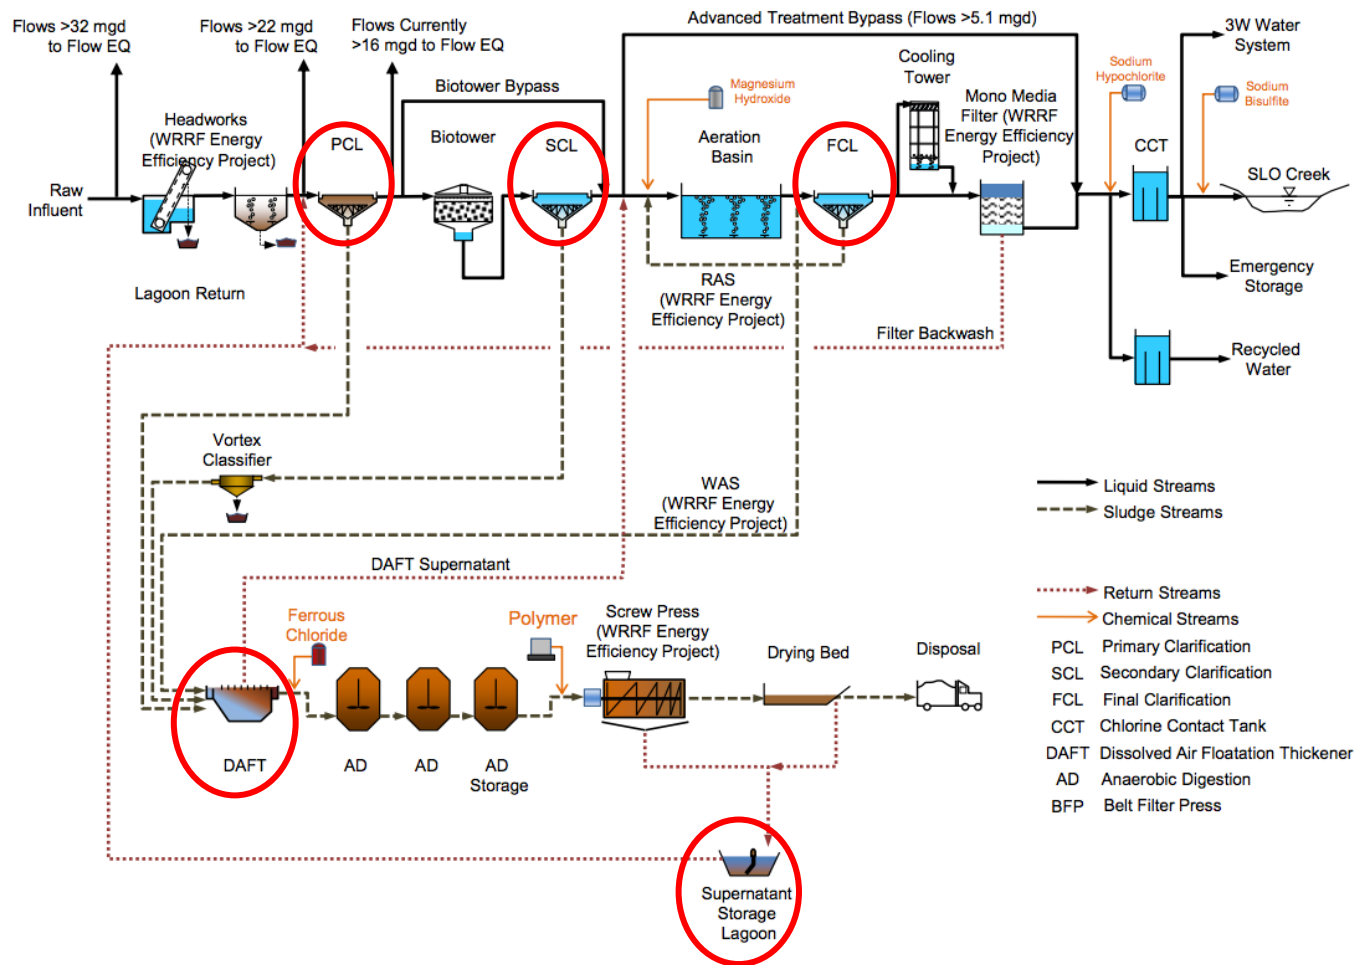 Flows >32 mgd
to Flow EQ
Flows >22 mgd
to Flow EQ
Flows Currently
>16 mgd to Flow EQ
Advanced Treatment Bypass (Flows >5.1 mgd)
3W Water
System
Headworks
(WRRF Energy
Efficiency Project)
PCL
Biotower Bypass
Biotower
SCL
Magnesium
Hydroxide
Aeration
Basin
FCL
Cooling
Tower
Mono Media
Filter (WRRF
Energy Efficiency
Project)
Sodium
Hypochlorite
CCT
Sodium
Bisulfite
SLO Creek
Raw
Influent
Lagoon Return
RAS
(WRRF Energy
Efficiency Project)
Filter Backwash
Emergency
Storage
Recycled
Water
Vortex
Classifier
WAS
(WRRF Energy
Efficiency Project)
DAFT Supernatant
Liquid Streams
Sludge Streams
Return Streams
Chemical Streams
PCL Primary Clarification
SCL Secondary Clarification
FCL Final Clarification
CCT Chlorine Contact Tank
DAFT Dissolved Air Floatation Thickener
AD Anaerobic Digestion
BFP Belt Filter Press
Ferrous
Chloride
Polymer
Screw Press
(WRRF Energy
Efficiency Project)
Drying Bed
Disposal
DAFT
AD
AD
AD
Storage
Supernatant
Storage
Lagoon